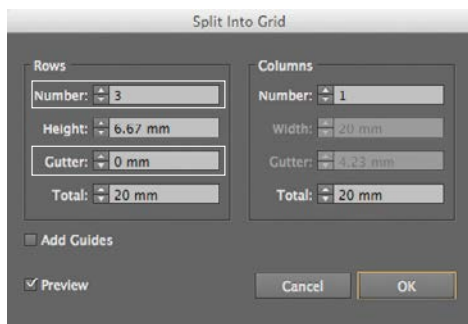 Split Into Grid
Rows
Number: 3
Height: 6.67 mm
Gutter: 0 mm
Total: 20 mm
Columns
Number: 1
Width: 20 mm
Gutter: 4.23 mm
Total: 20 mm
Add Guides
Preview
Cancel
OK